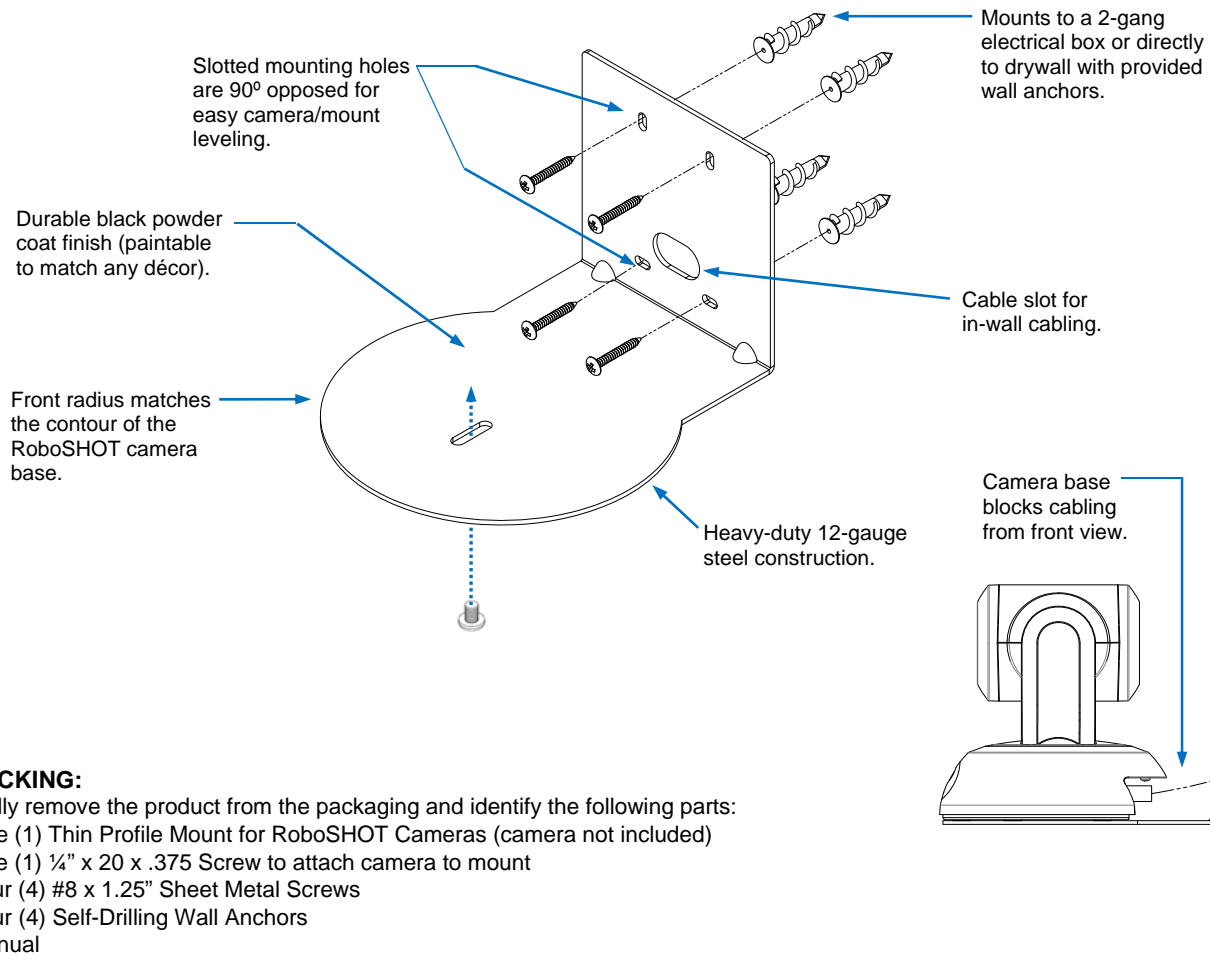 Mounts to a 2-gang
electrical box or directly
to drywall with provided
wall anchors.
Slotted mounting holes
are 90º opposed for
easy camera/mount
leveling.
Durable black powder
coat finish (paintable
to match any décor).
Cable slot for
in-wall cabling.
Front radius matches
the contour of the
RoboSHOT camera
base.
Heavy-duty 12-gauge
steel construction.
Camera base
blocks cabling
from front view.
CKING:
lly remove the product from the packaging and identify the following parts:
e (1) Thin Profile Mount for RoboSHOT Cameras (camera not included)
e (1) ¼” x 20 x .375 Screw to attach camera to mount
ur (4) #8 x 1.25” Sheet Metal Screws
ur (4) Self-Drilling Wall Anchors
nual